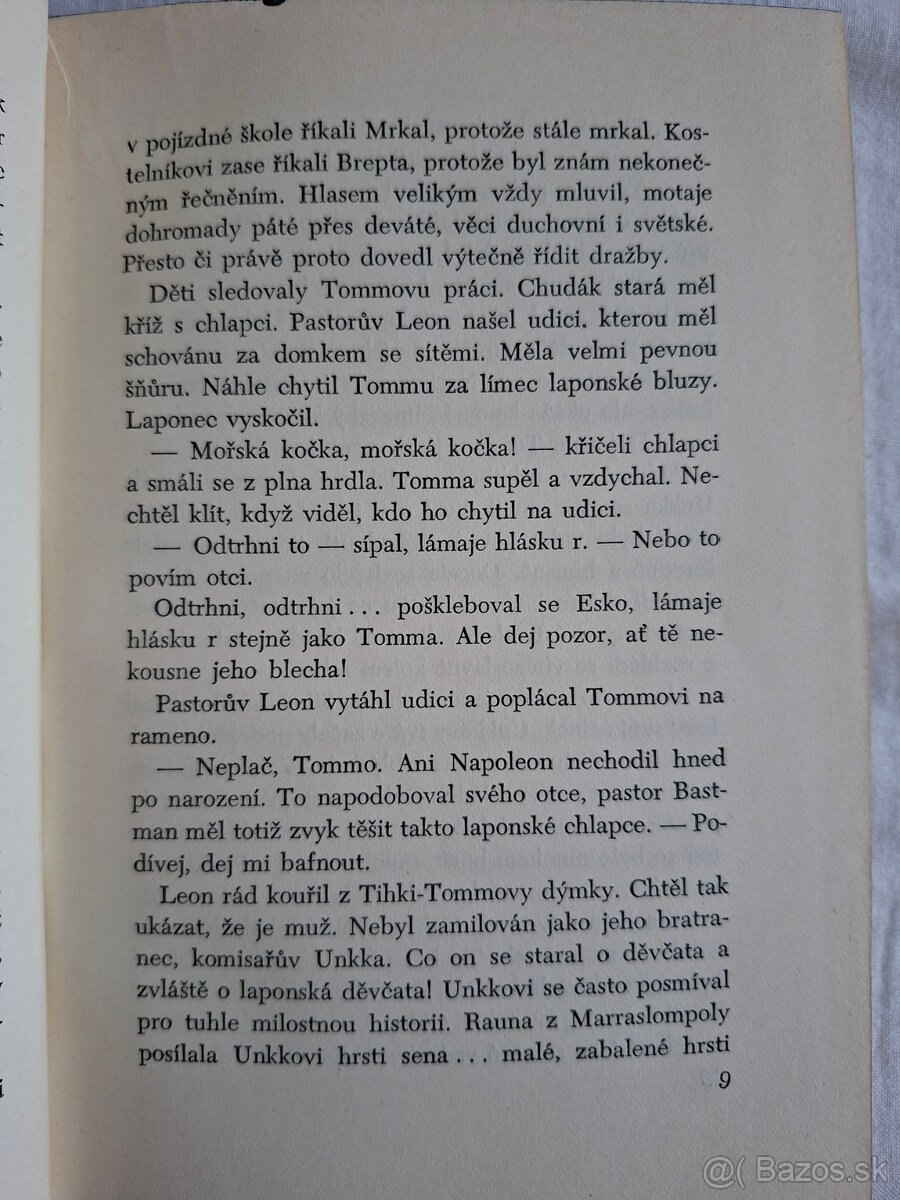 v pojízdné škole říkali Mrkal, protože stále mrkal. Kos-
telníkovi zase říkali Brepta, protože byl znám nekoneč-
ným řečněním. Hlasem velikým vždy mluvil, motaje
dohromady páté přes deváté, věci duchovní i světské.
Přesto či právě proto dovedl výtečně řídit dražby.
Děti sledovaly Tommovu práci. Chudák stará měl
kříž s chlapci. Pastorův Leon našel udici, kterou měl
schovánu za domkem se sítěmi. Měla velmi pevnou
šňůru. Náhle chytil Tommu za límec laponské bluzy.
Laponec vyskočil.
— Mořská kočka, mořská kočka! — křičeli chlapci
a smáli se z plna hrdla. Tomma supěl a vzdychal. Ne-
chtěl klít, když viděl, kdo ho chytil na udici.
— Odtrhni to — sípal, lámaje hlásku r. — Nebo to
povím otci.
Odtrhni, odtrhni... poškleboval se Esko, lámaje
hlásku r stejně jako Tomma. Ale dej pozor, ať tě ne-
kousne jeho blecha!
Pastorův Leon vytáhl udici a poplácal Tommovi na
rameno.
— Neplač, Tommo. Ani Napoleon nechodil hned
po narození. To napodoboval svého otce, pastor Bast-
man měl totiž zvyk těšit takto laponské chlapce. — Po-
dívej, dej mi bafnout.
Leon rád kouřil z Tihki-Tommovy dýmky. Chtěl tak
ukázat, že je muž. Nebyl zamilován jako jeho bratra-
nec, komisařův Unkka. Co on se staral o děvčata a
zvláště o laponská děvčata! Unkkovi se často posmíval
pro tuhle milostnou historii. Rauna z Marraslompoly
posílala Unkkovi hrsti sena... malé, zabalené hrsti
9
@( Bazos.sk